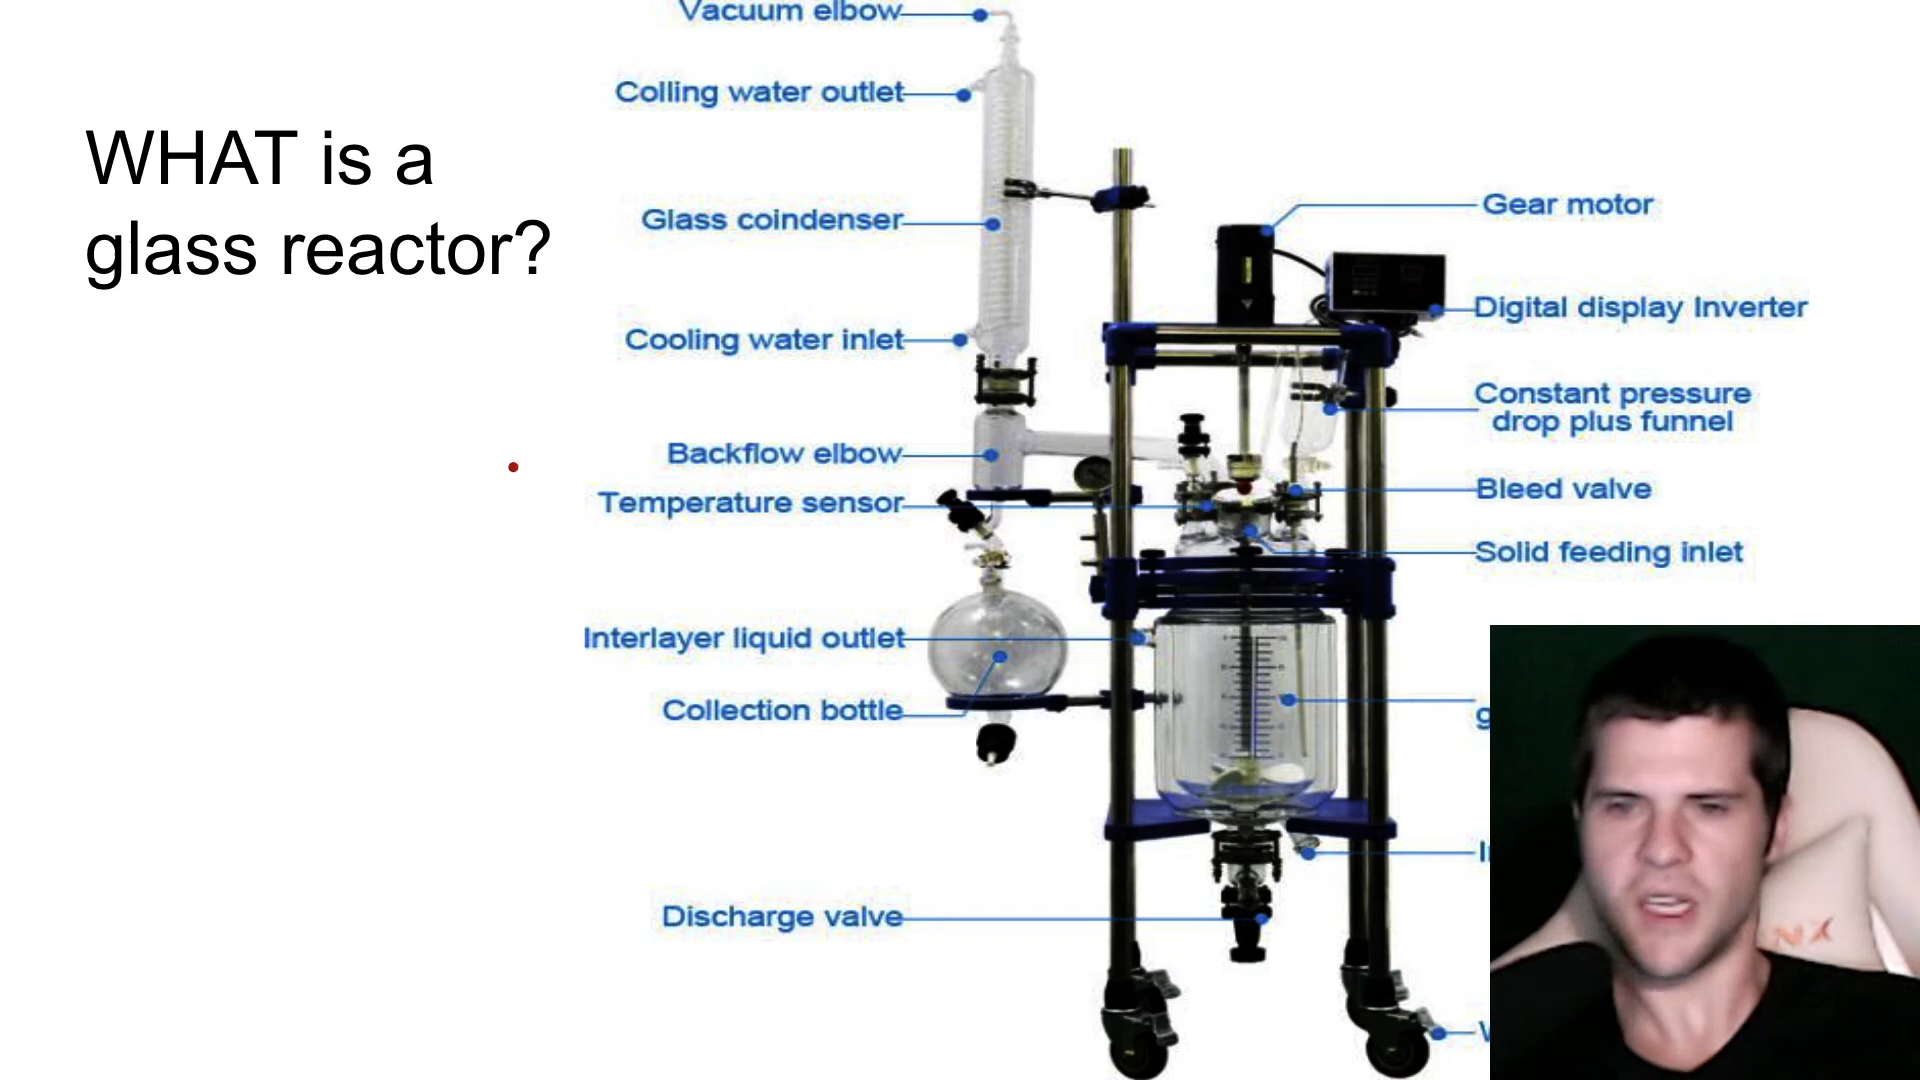 WHAT is a
glass reactor?
Vacuum elbow
Colling water outlet
Glass coindenser
Cooling water inlet
Backflow elbow
Temperature sensor
Interlayer liquid outlet
Collection bottle
Discharge valve
Gear motor
Digital display Inverter
Constant pressure
drop plus funnel
Bleed valve
Solid feeding inlet
NX